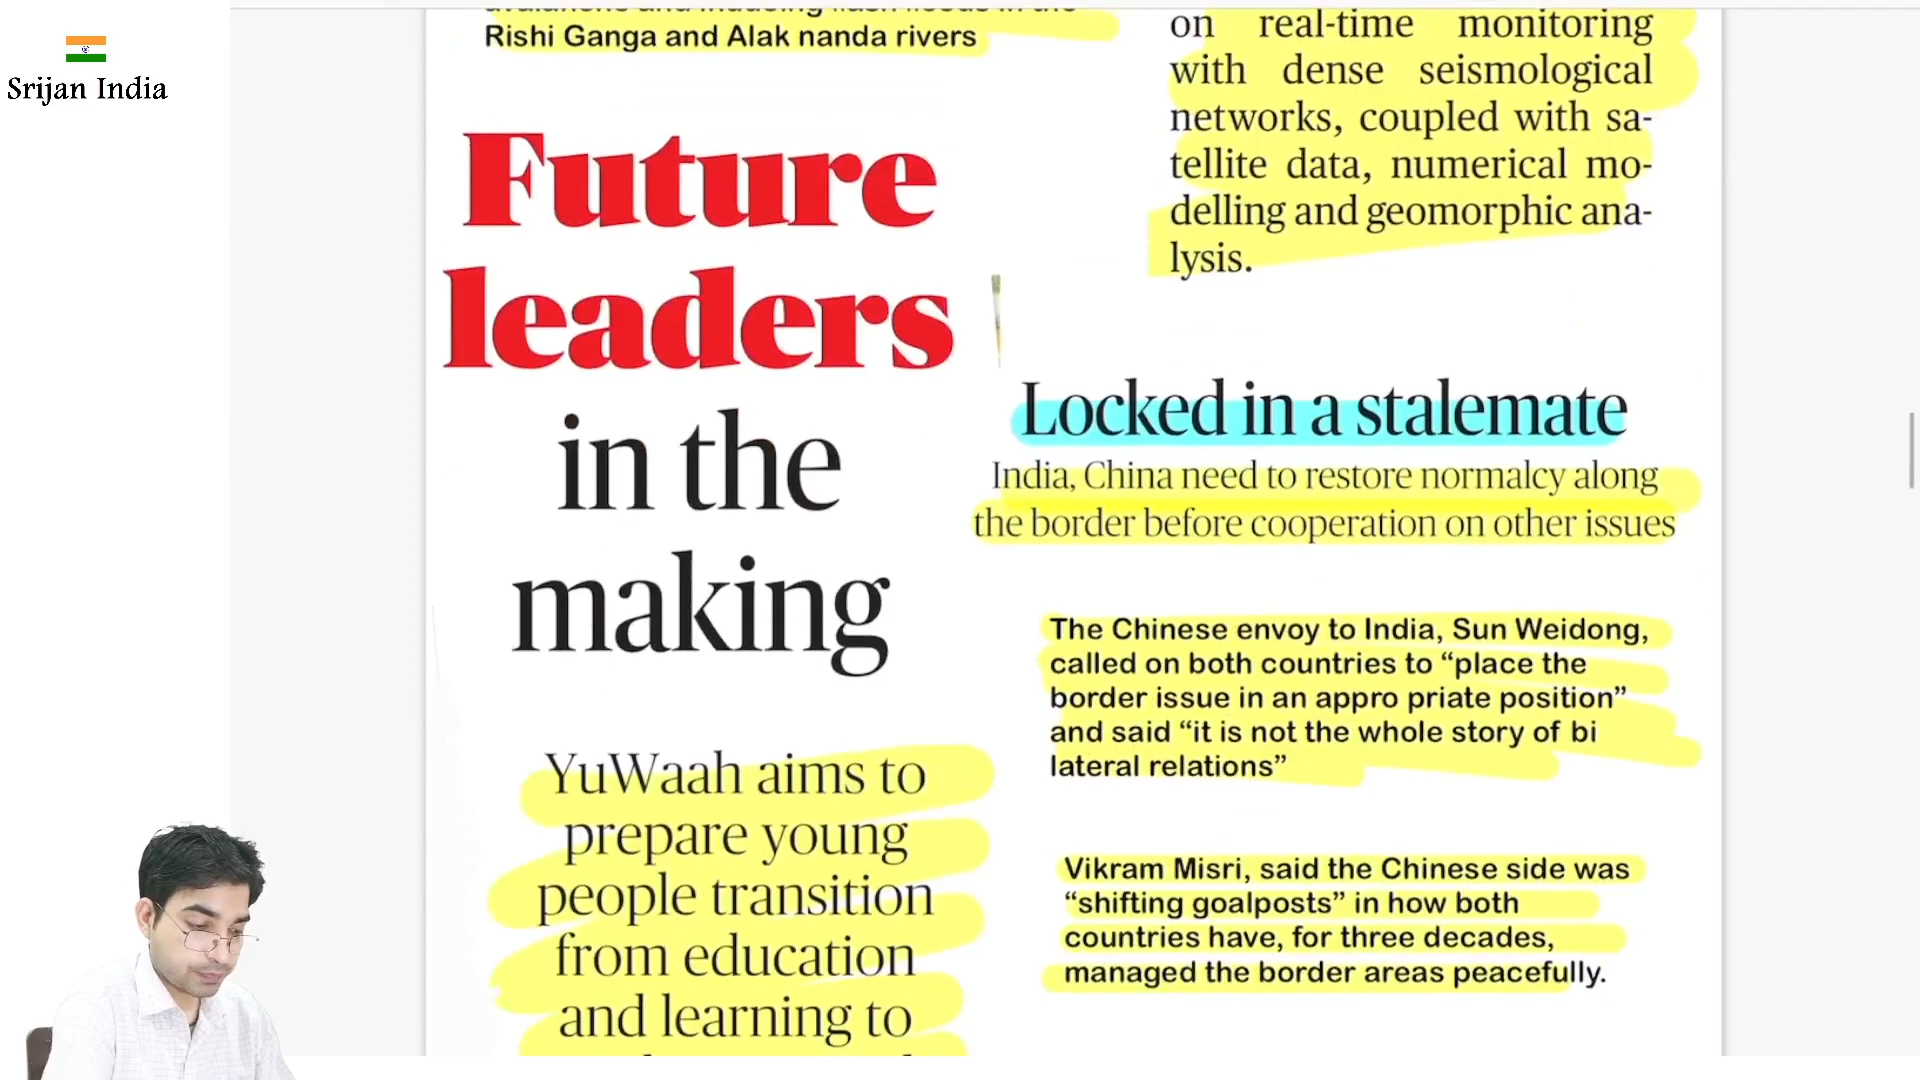 Srijan India
Rishi Ganga and Alak nanda rivers
Future
leaders
in the
making
YuWaah aims to
prepare young
people transition
from education
and learning to
on real-time monitoring
with dense seismological
networks, coupled with sa-
tellite data, numerical mo-
delling and geomorphic ana-
lysis.
Locked in a stalemate
India, China need to restore normalcy along
the border before cooperation on other issues
The Chinese envoy to India, Sun Weidong,
called on both countries to “place the
border issue in an appro priate position”
and said “it is not the whole story of bi
lateral relations”
Vikram Misri, said the Chinese side was
“shifting goalposts” in how both
countries have, for three decades,
managed the border areas peacefully.